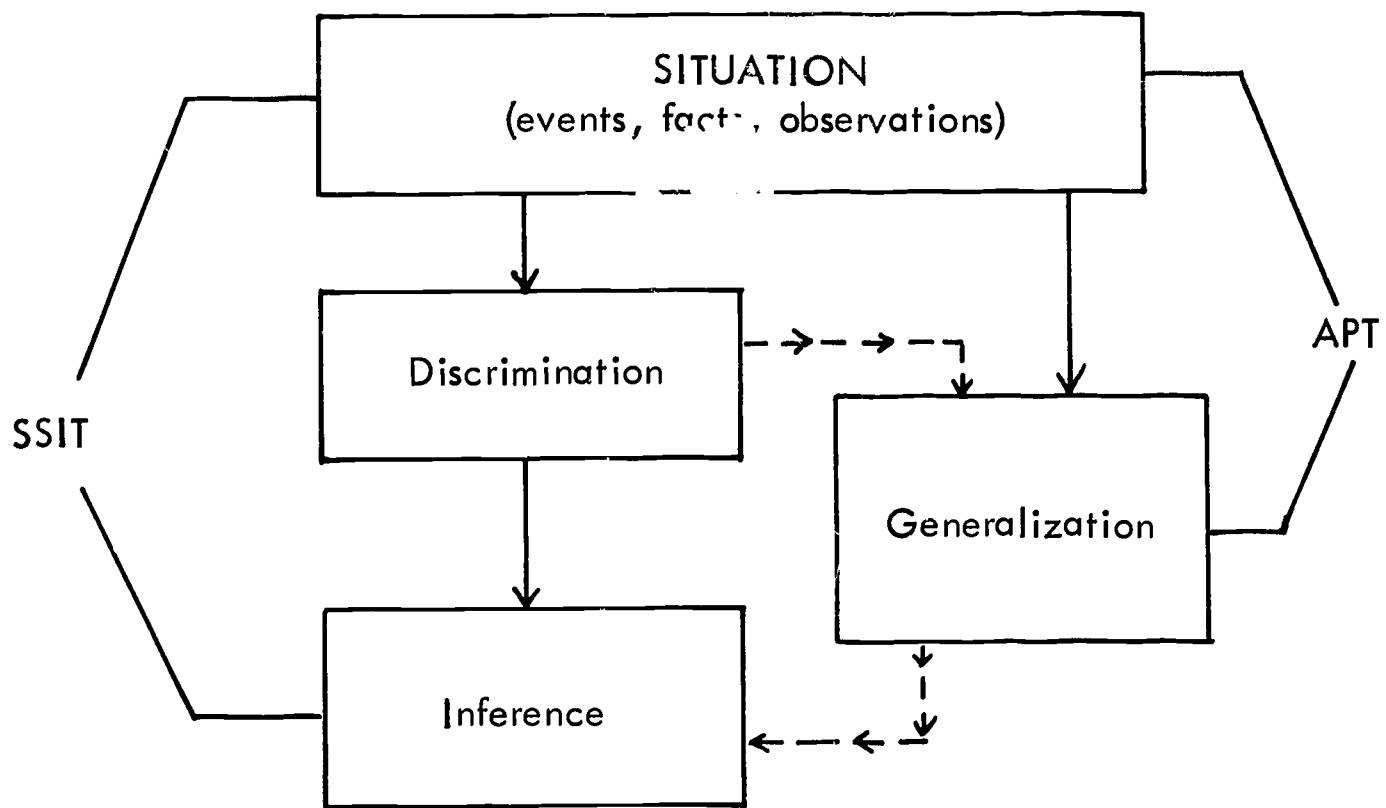 SITUATION
(events, , observations)
Discrimination
APT
SSIT
Generalization
Inference